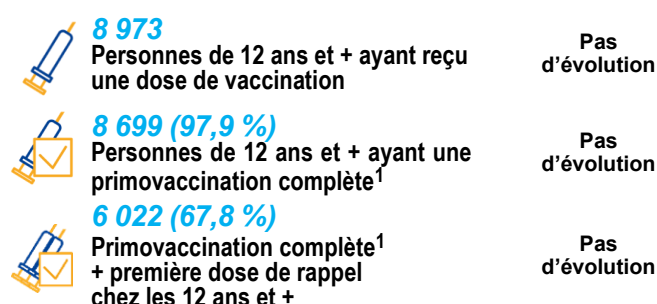 8 973
Personnes de 12 ans et + ayant reçu
une dose de vaccination
Pas
d'évolution
8 699 (97,9 %)
Personnes de 12 ans et + ayant une
primovaccination complète1
Pas
d'évolution
6 022 (67,8 %)
Primovaccination complète1
+ première dose de rappel
chez les 12 ans et +
Pas
d'évolution